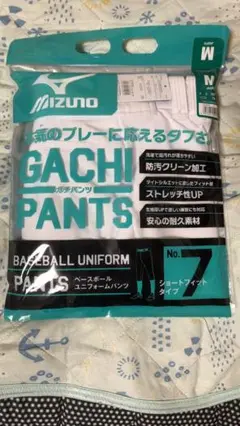 M
MIZUNO
のプレーに応えるタフさ
GACHI
ガチパンツ
PANTS
防汚クリーン加工
ストレッチ性UP
安心の耐久素材
BASEBALL UNIFORM
PANTS
ベースボール
ユニフォームパンツ
No.7
ショートフィット
タイプ